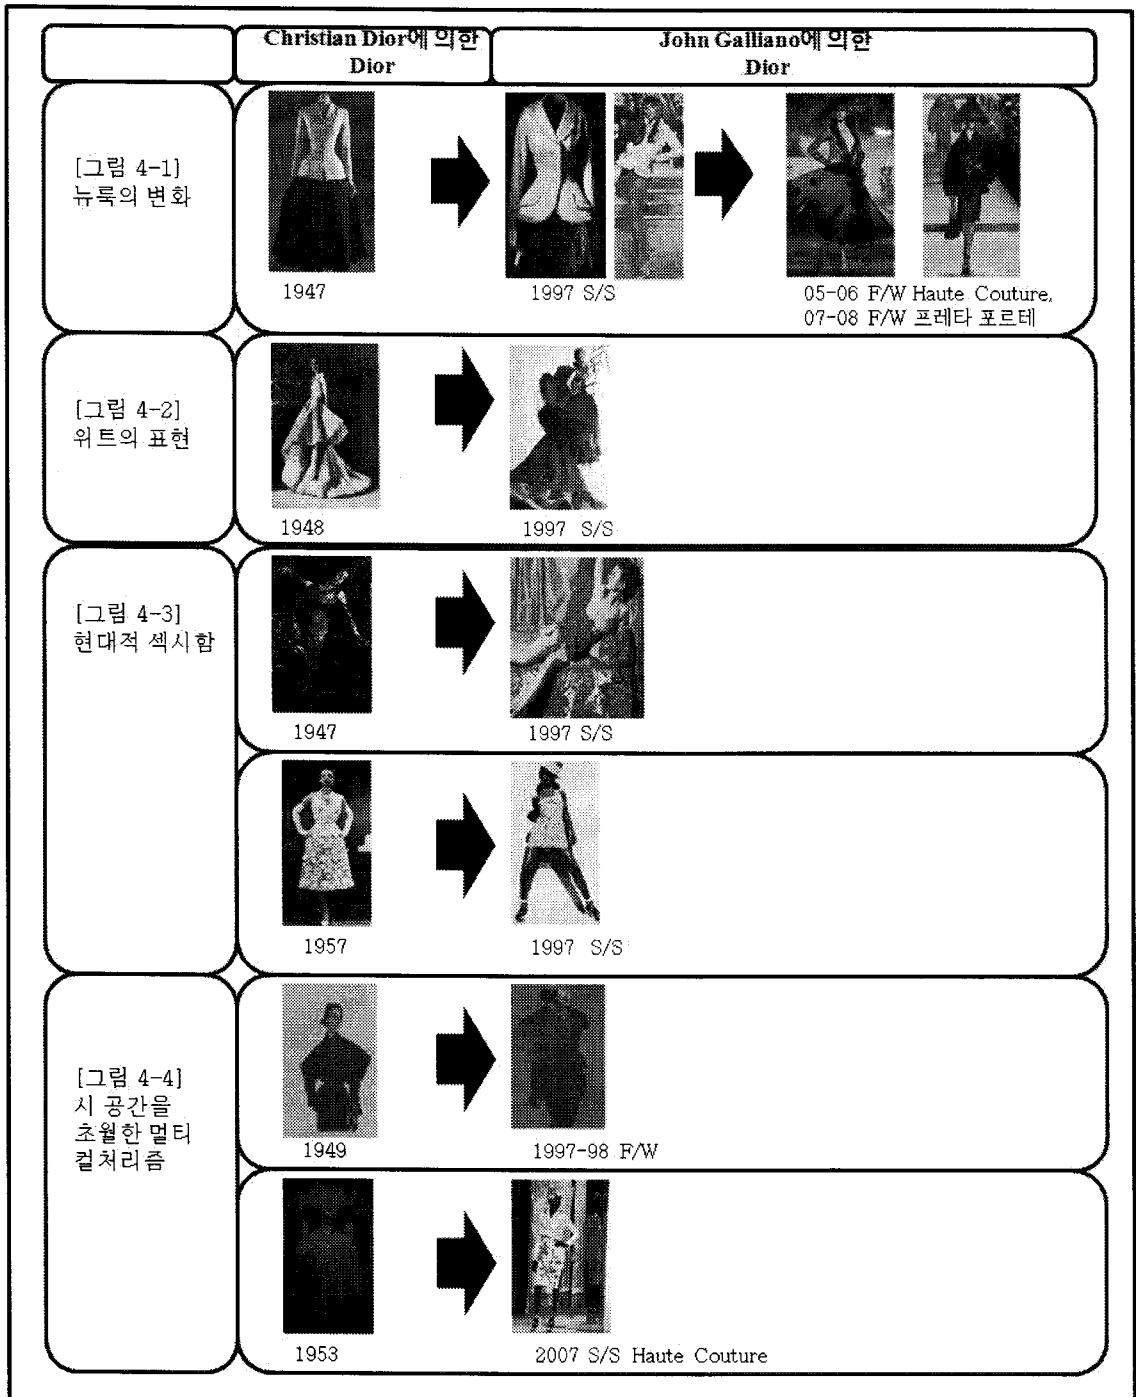 Christian Dior에 의한
Dior
John Galliano에 의한
Dior
[그림 4-1]
뉴룩의 변화
1947
1997 S/S
05-06 F/W Haute Couture,
07-08 F/W 프레타 포르테
[그림 4-2]
위트의 표현
1948
1997 S/S
[그림 4-3]
현대적 섹시함
1947
1997 S/S
1957
1997 S/S
[그림 4-4]
시 공간을
초월한 멀티
컬처리즘
1949
1997-98 F/W
1953
2007 S/S Haute Couture